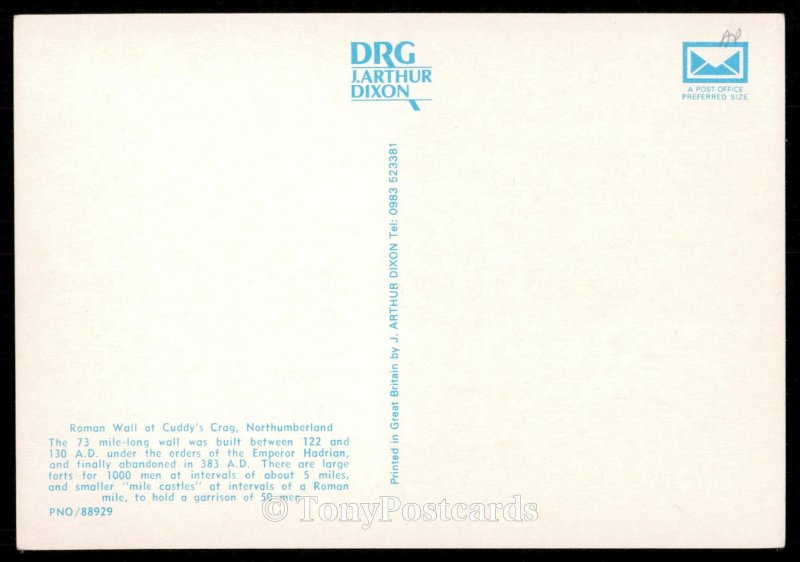 DRG
J.ARTHUR
DIXON
A POST OFFICE
PREFERRED SIZE
Printed in Great Britain by J. ARTHUR DIXON Tel: 0983 523381
Roman Wall at Cuddy's Crag, Northumberland
The 73 mile-long wall was built between 122 and
130 A.D. under the orders of the Emperor Hadrian,
and finally abandoned in 383 A.D. There are large
forts for 1000 men at intervals of about 5 miles,
and smaller "mile castles" at intervals of a Roman
mile, to hold a garrison of 50 men.
PNO/88929
© TonyPostcards